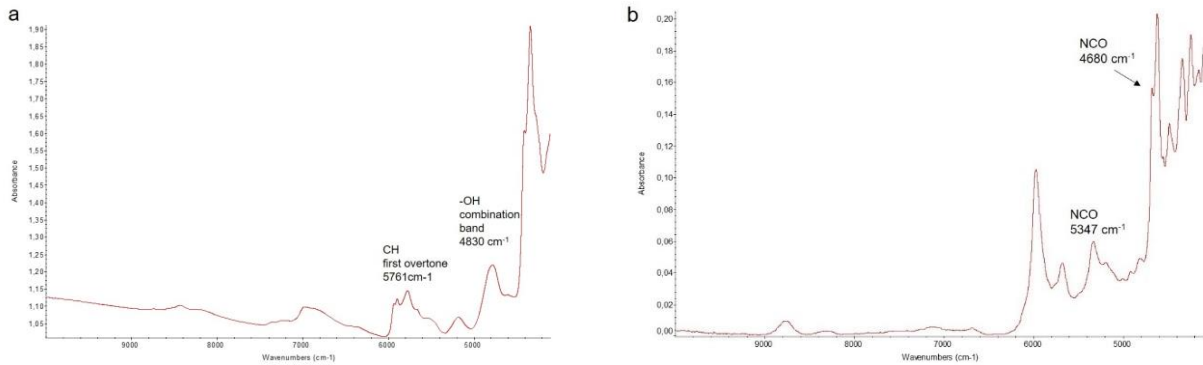 a
1,90
1,85
1,80
1,75
1,70
1,65
1,60
1,55
1,50
1,45
1,40
1,35
1,30
1,25
1,20
1,15
1,10
1,05
Absorbance
CH
first overtone
5761cm-1
-OH
combination
band
4830 cm⁻¹
9000 8000 7000 6000 5000
Wavenumbers (cm-1)
b
0,20
0,18
0,16
0,14
0,12
0,10
0,08
0,06
0,04
0,02
0,00
Absorbance
NCO
4680 cm⁻¹
NCO
5347 cm⁻¹
9000 8000 7000 6000 5000
Wavenumbers (cm-1)